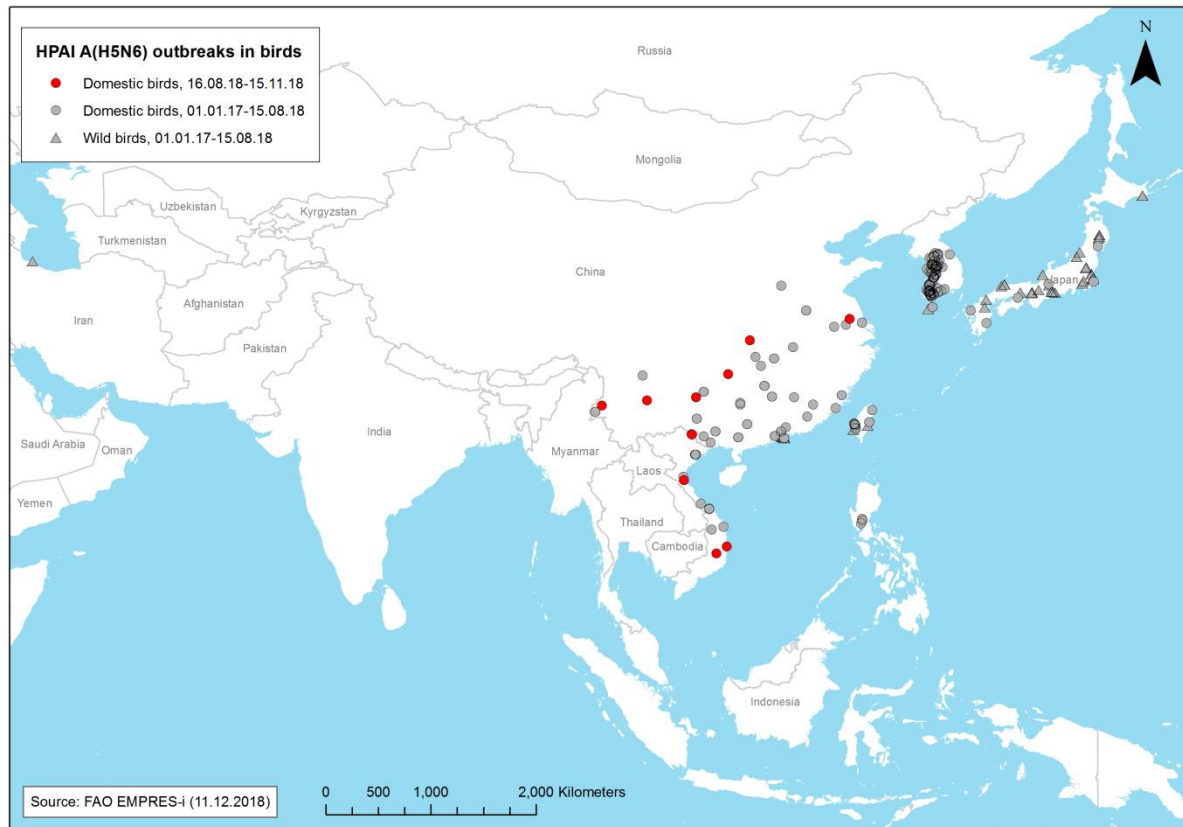 HPAI A(H5N6) outbreaks in birds
Domestic birds, 16.08.18-15.11.18
Domestic birds, 01.01.17-15.08.18
Wild birds, 01.01.17-15.08.18
N
Russia
Mongolia
Uzbekistan
Kyrgyzstan
Turkmenistan
China
Japan
Afghanistan
Iran
Pakistan
India
Saudi Arabia
Oman
Myanmar
Laos
Yemen
Thailand
Cambodia
Indonesia
Source: FAO EMPRES-i (11.12.2018)
0 500 1,000 2,000 Kilometers